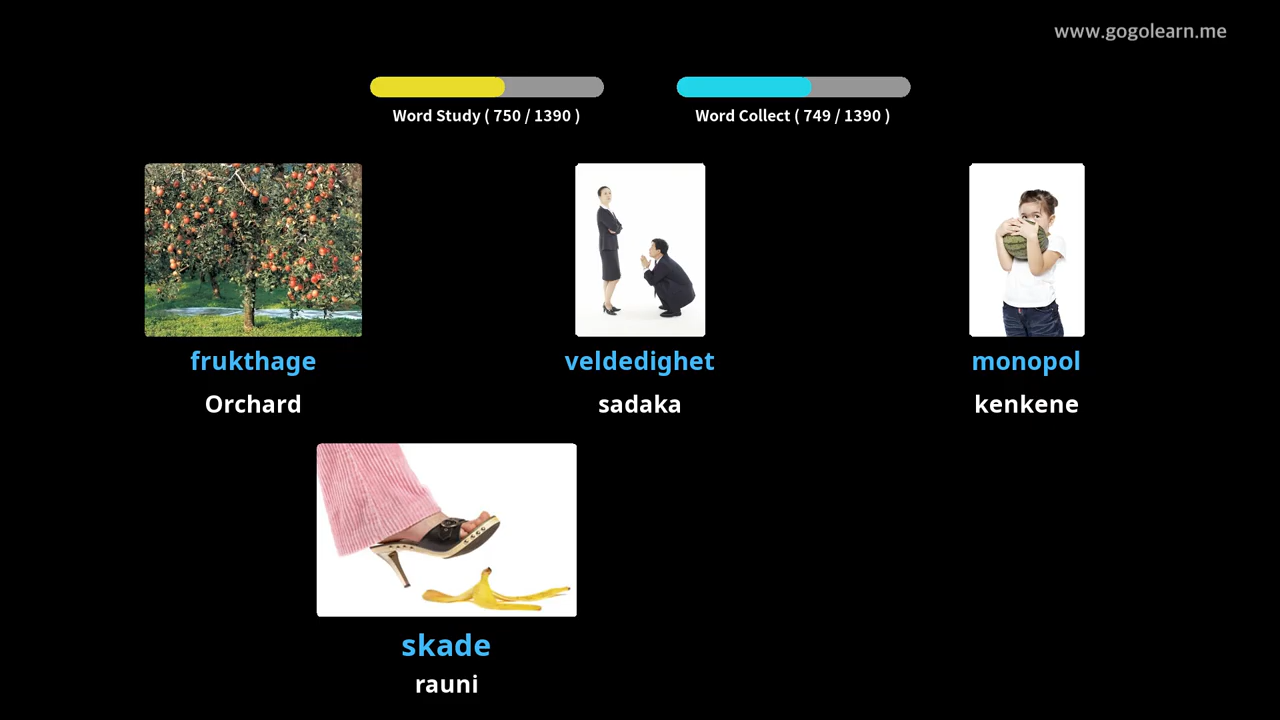 www.gogolearn.me
Word Study ( 750 / 1390 )
Word Collect ( 749 / 1390 )
frukthage
veldedighet
monopol
Orchard
sadaka
kenkene
skade
rauni